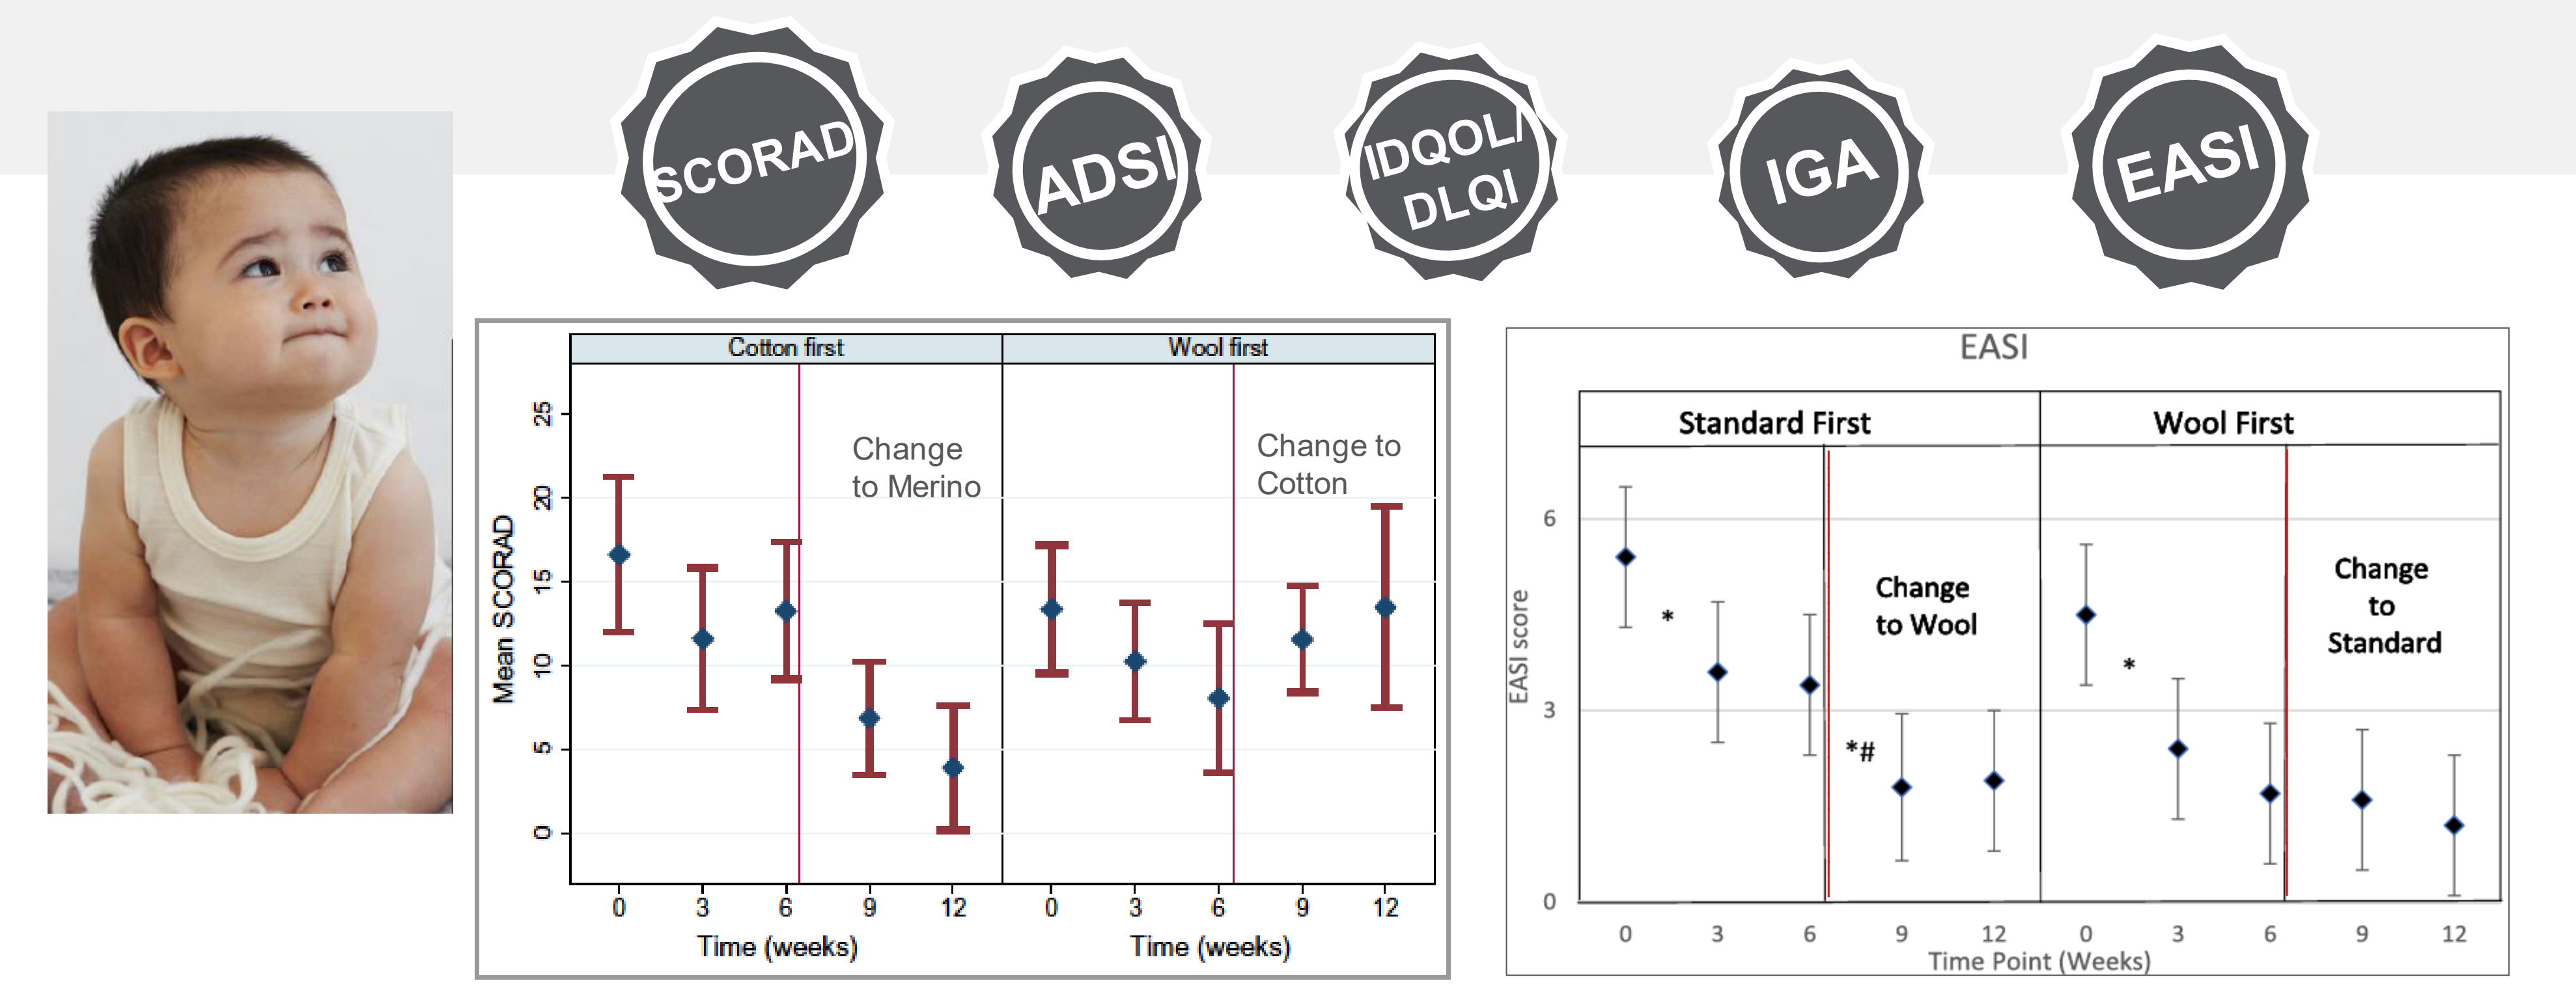 SCORAD
ADSI
IDQOL/
DLQI
IGA
EASI
Cotton first
Wool first
Change
to Merino
Change to
Cotton
Mean SCORAD
25
20
15
10
5
0
0 3 6 9 12
0 3 6 9 12
Time (weeks)
Time (weeks)
EASI
Standard First
Wool First
Change
to Wool
Change
to
Standard
*
*#
*
EASI score
6
3
0
0 3 6 9 12 0 3 6 9 12
Time Point (Weeks)